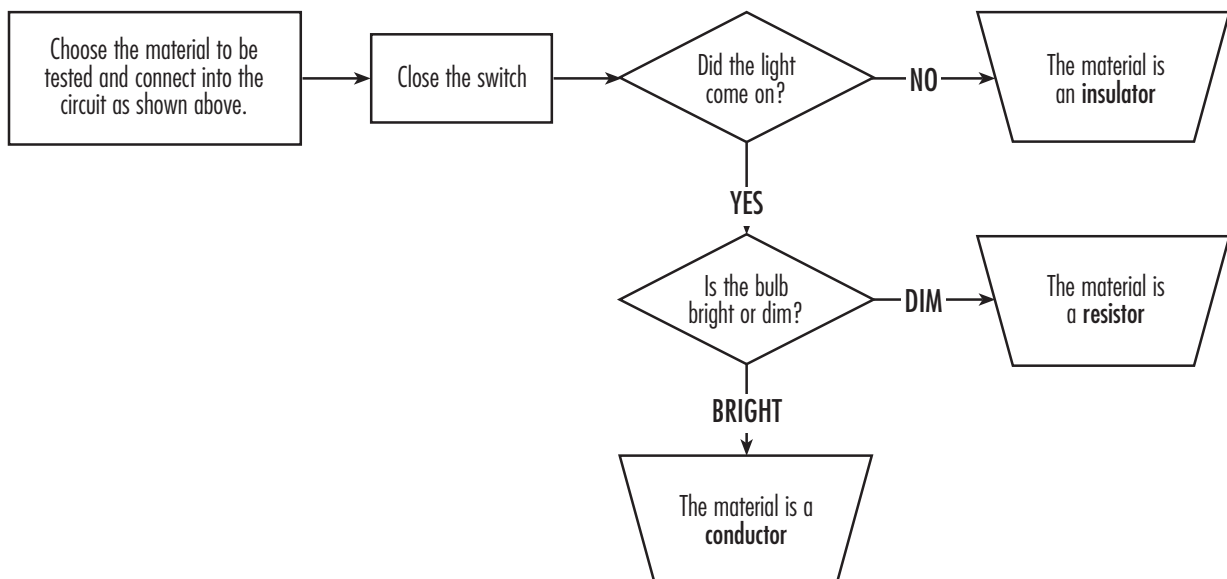 Choose the material to be
tested and connect into the
circuit as shown above.
Close the switch
Did the light
come on?
NO
The material is
an insulator
YES
Is the bulb
bright or dim?
DIM
The material is
a resistor
BRIGHT
The material is a
conductor